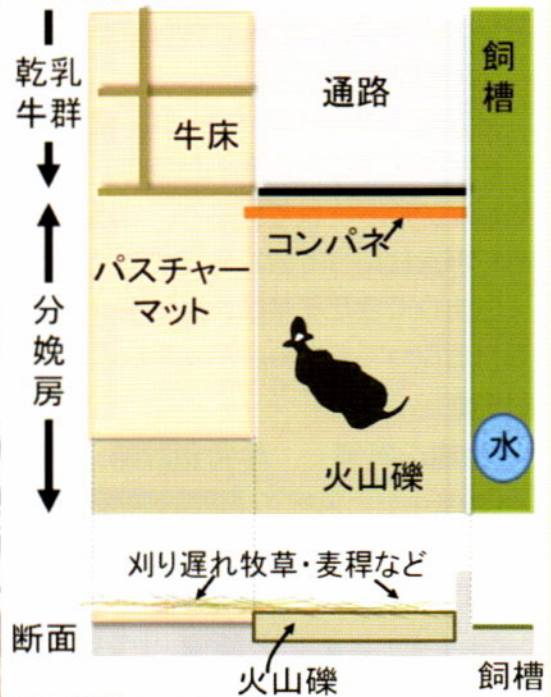 乾乳
牛群
飼槽
通路
牛床
コンパネ
パスチャー
マット
分娩房
水
火山礫
刈り遅れ牧草・麦稈など
断面
火山礫
飼槽